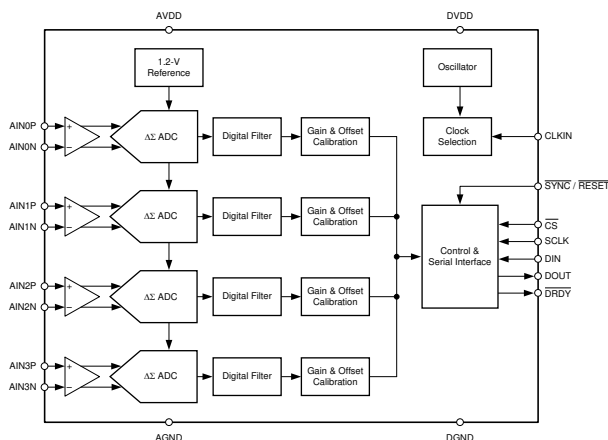 AVDD
DVDD
1.2-V
Reference
Oscillator
AIN0P
AIN0N
+
−
ΔΣ ADC
Digital Filter
Gain & Offset
Calibration
Clock
Selection
CLKIN
SYNC / RESET
AIN1P
AIN1N
+
−
ΔΣ ADC
Digital Filter
Gain & Offset
Calibration
Control &
Serial Interface
CS
SCLK
DIN
DOUT
DRDY
AIN2P
AIN2N
+
−
ΔΣ ADC
Digital Filter
Gain & Offset
Calibration
AIN3P
AIN3N
+
−
ΔΣ ADC
Digital Filter
Gain & Offset
Calibration
AGND
DGND